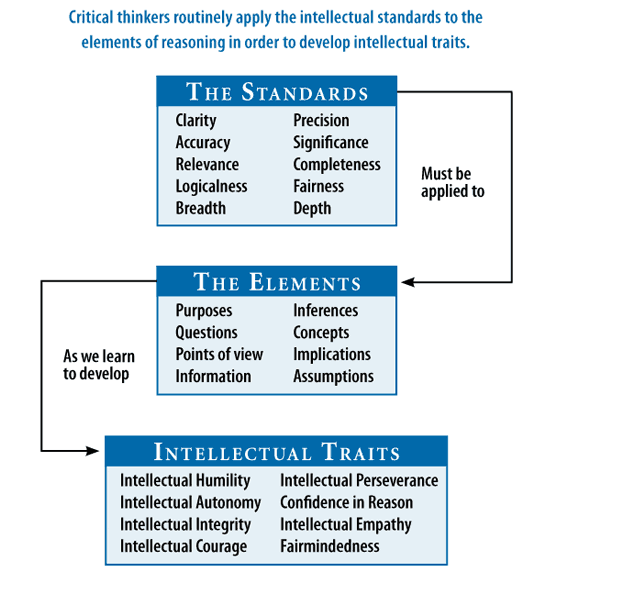 Critical thinkers routinely apply the intellectual standards to the
elements of reasoning in order to develop intellectual traits.
THE STANDARDS
Clarity Precision
Accuracy Significance
Relevance Completeness
Logicalness Fairness
Breadth Depth
Must be
applied to
THE ELEMENTS
Purposes Inferences
Questions Concepts
Points of view Implications
Information Assumptions
As we learn
to develop
INTELLECTUAL TRAITS
Intellectual Humility Intellectual Perseverance
Intellectual Autonomy Confidence in Reason
Intellectual Integrity Intellectual Empathy
Intellectual Courage Fairmindedness